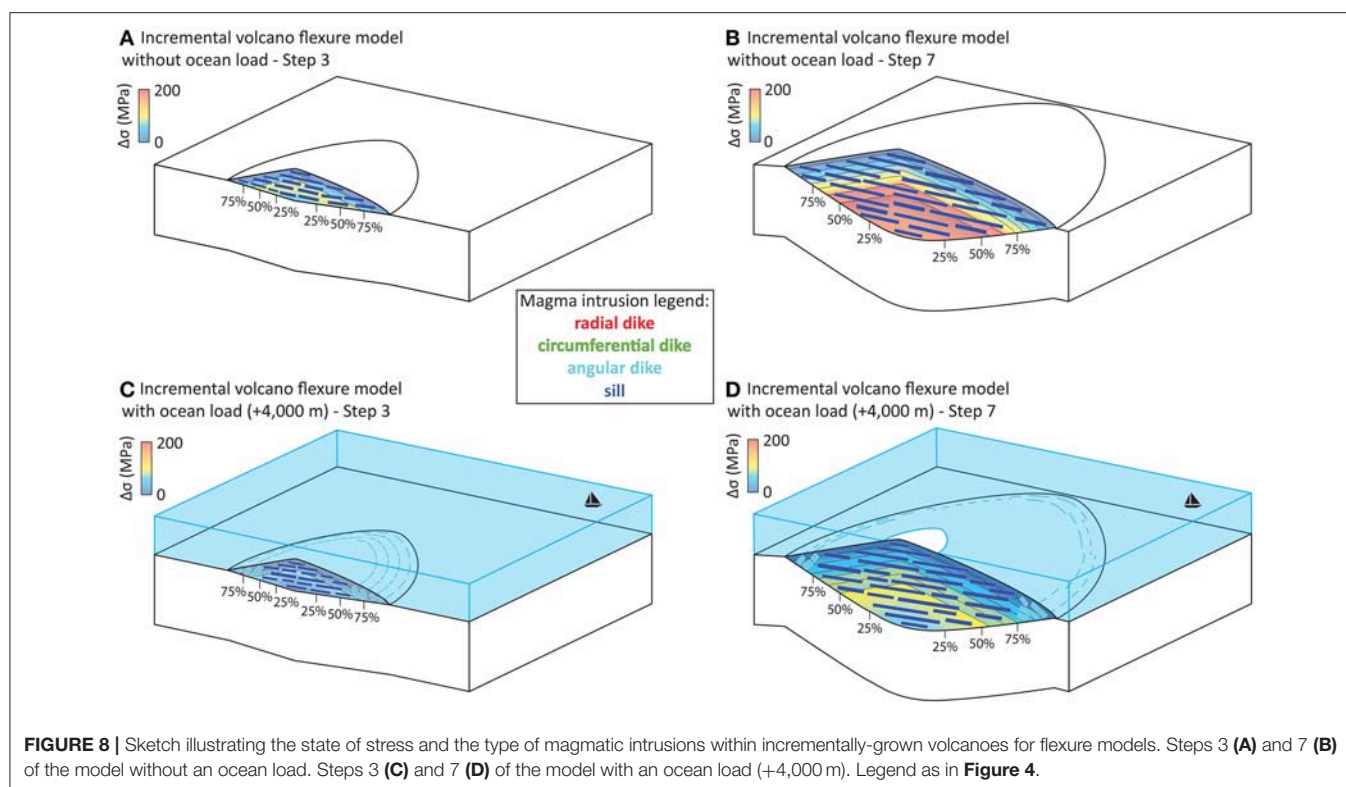 A Incremental volcano flexure model
without ocean load - Step 3
200
0
Δσ (MPa)
75%
50%
25%
25%
50%
75%
B Incremental volcano flexure model
without ocean load - Step 7
200
0
Δσ (MPa)
75%
50%
25%
25%
50%
75%
Magma intrusion legend:
radial dike
circumferential dike
angular dike
sill
C Incremental volcano flexure model
with ocean load (+4,000 m) - Step 3
200
0
Δσ (MPa)
75%
50%
25%
25%
50%
75%
D Incremental volcano flexure model
with ocean load (+4,000 m) - Step 7
200
0
Δσ (MPa)
75%
50%
25%
25%
50%
75%
FIGURE 8 | Sketch illustrating the state of stress and the type of magmatic intrusions within incrementally-grown volcanoes for flexure models. Steps 3 (A) and 7 (B)
of the model without an ocean load. Steps 3 (C) and 7 (D) of the model with an ocean load (+4,000 m). Legend as in Figure 4.